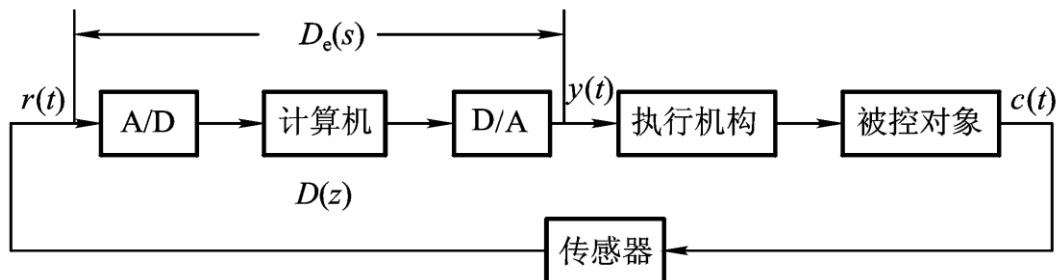 Dₑ(s)
r(t)
A/D
计算机
D/A
y(t)
执行机构
被控对象
c(t)
D(z)
传感器